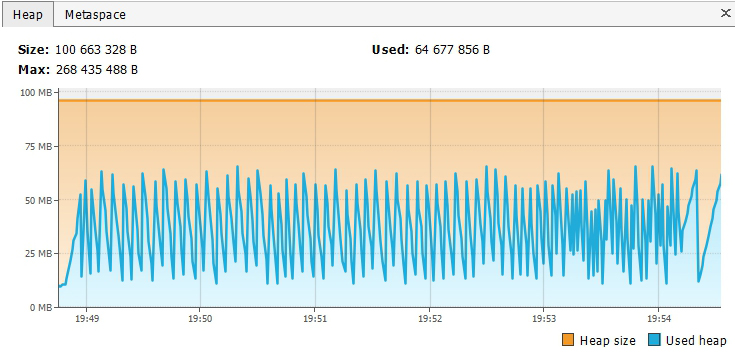 Heap Metaspace
Size: 100 663 328 B Used: 64 677 856 B
Max: 268 435 488 B
100 MB
75 MB
50 MB
25 MB
0 MB
19:49 19:50 19:51 19:52 19:53 19:54
Heap size Used heap